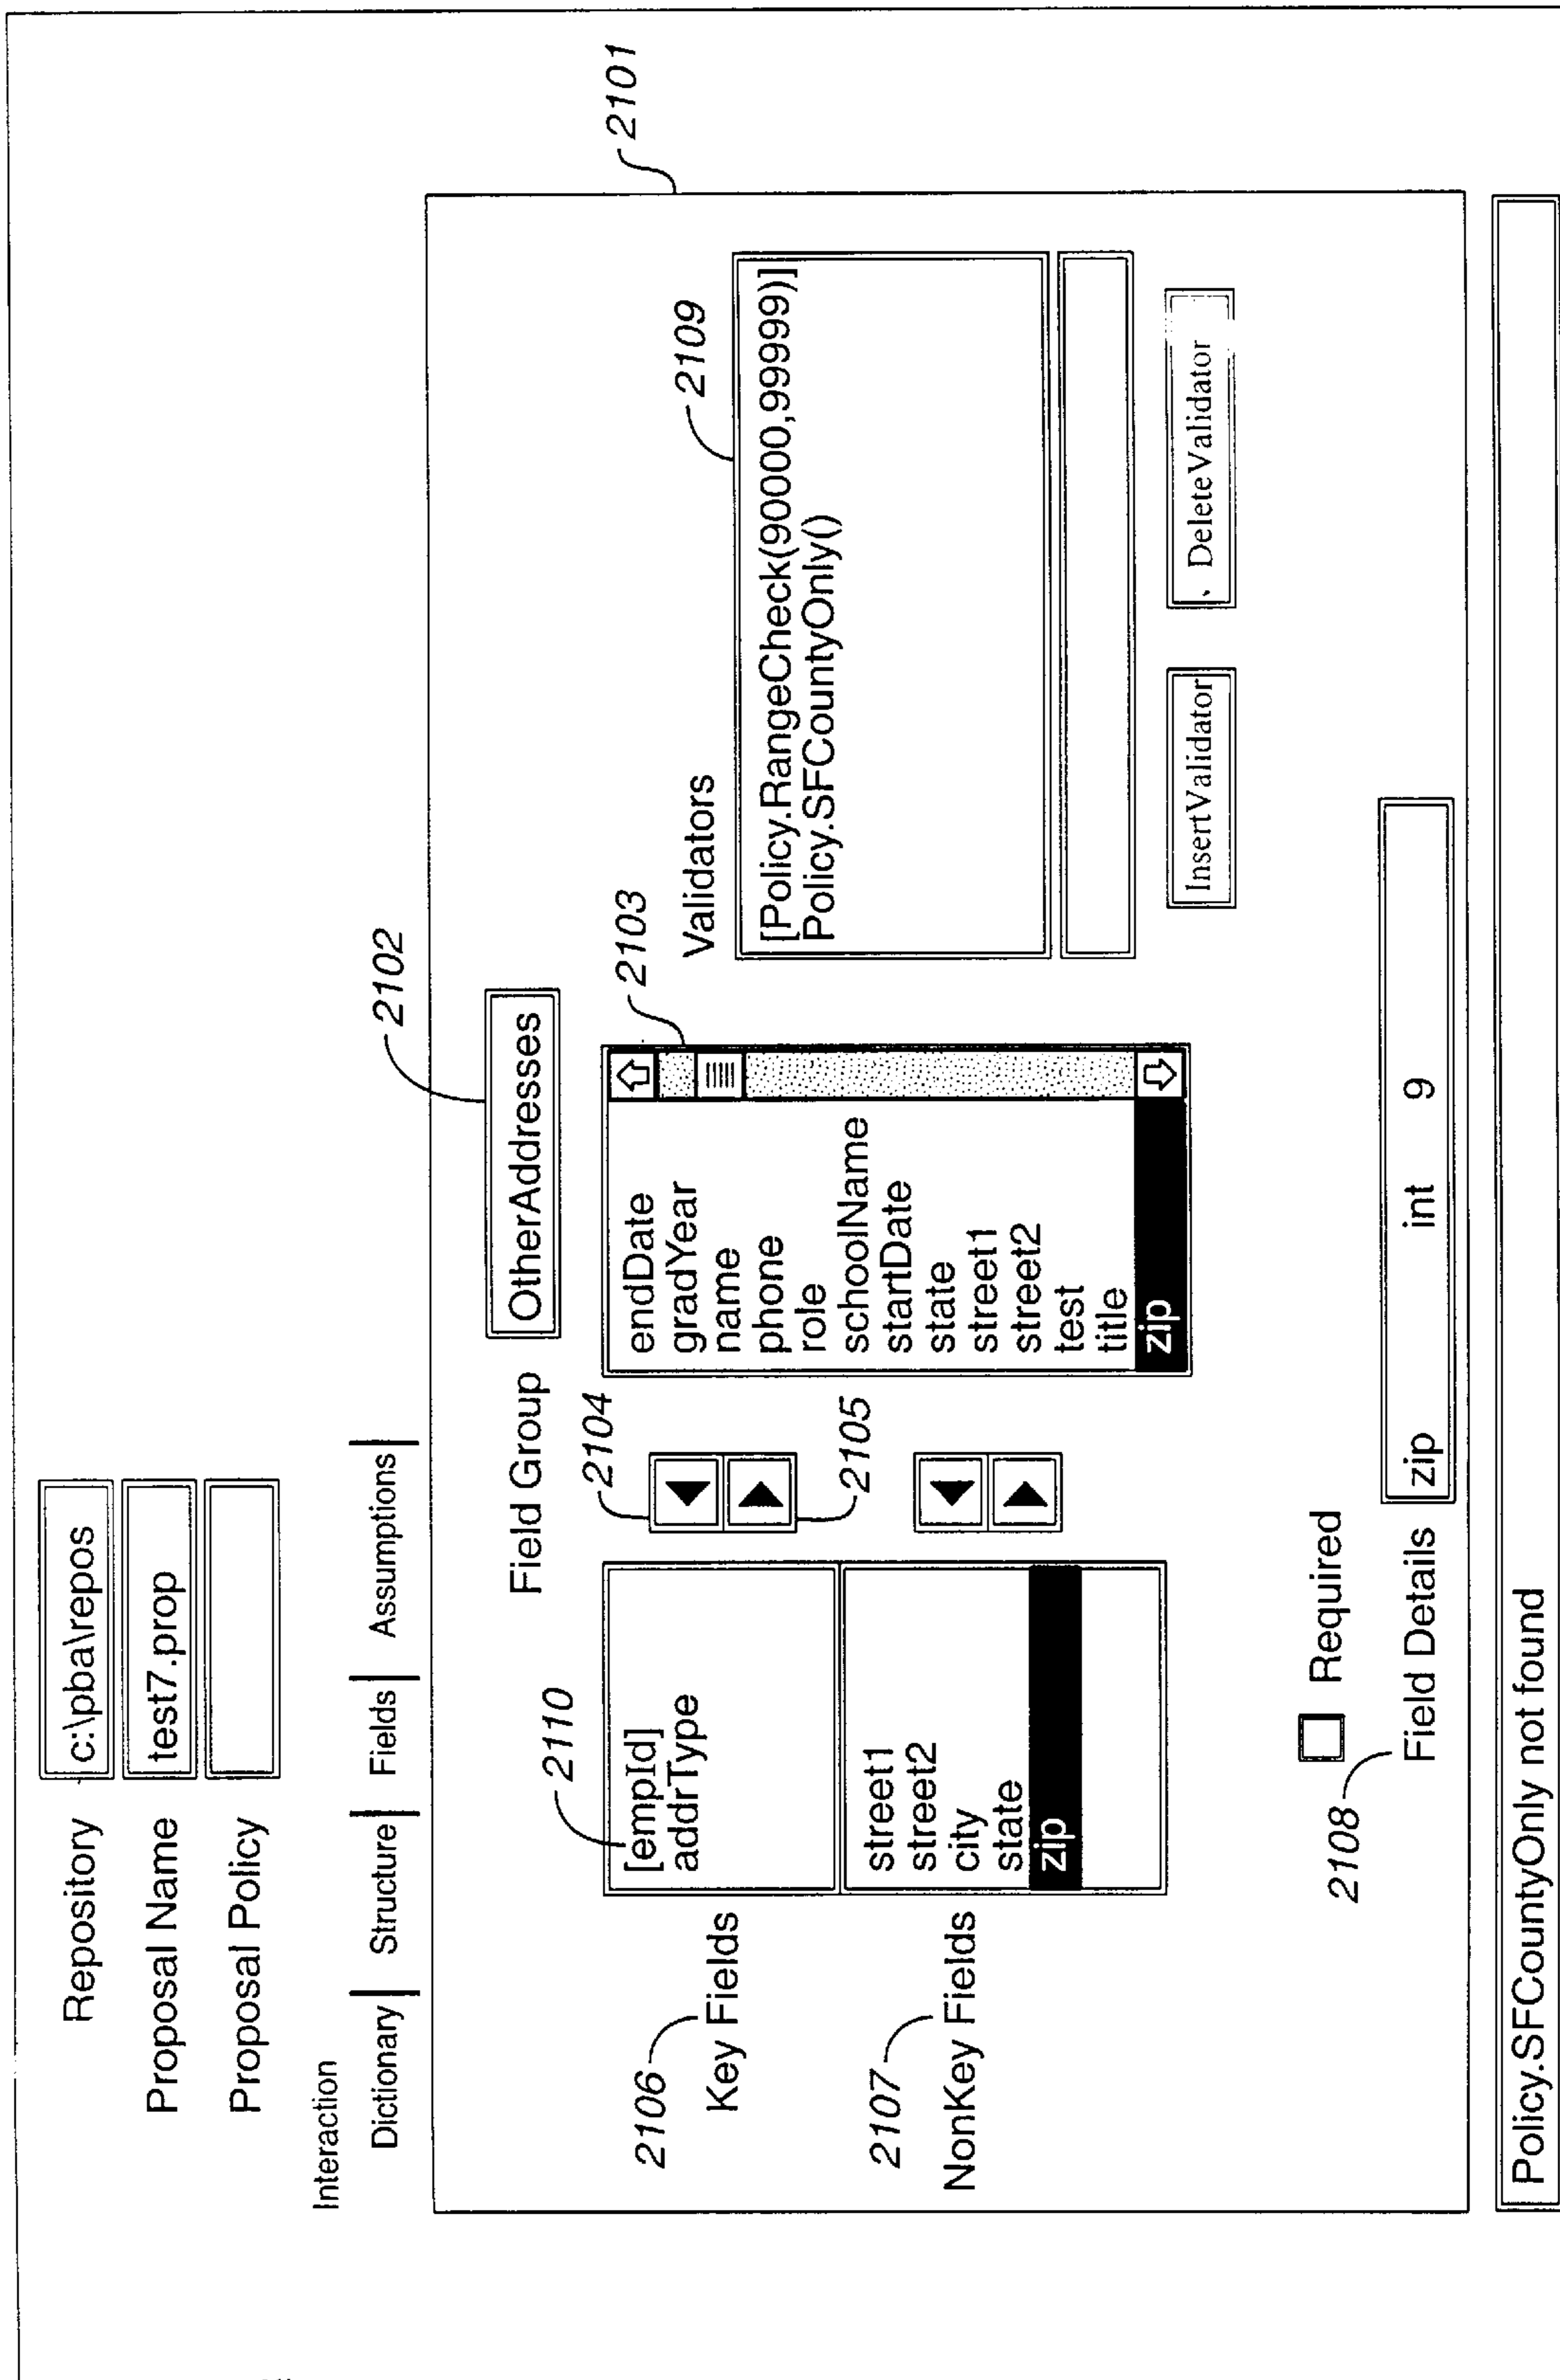 Repository c:\pba\repos
Proposal Name test7.prop
Proposal Policy
Interaction
Dictionary Structure Fields Assumptions
2101
2102
Field Group OtherAddresses
2110
[empId]
addrType
2106
Key Fields
2104
2105
2103
endDate
gradYear
name
phone
role
schoolName
startDate
state
street1
street2
test
title
zip
Validators
2109
[Policy.RangeCheck(90000,99999)]
Policy.SFCountyOnly()
InsertValidator
DeleteValidator
2107
NonKey Fields
street1
street2
city
state
zip
Required
2108
Field Details zip int 9
Policy.SFCountyOnly not found